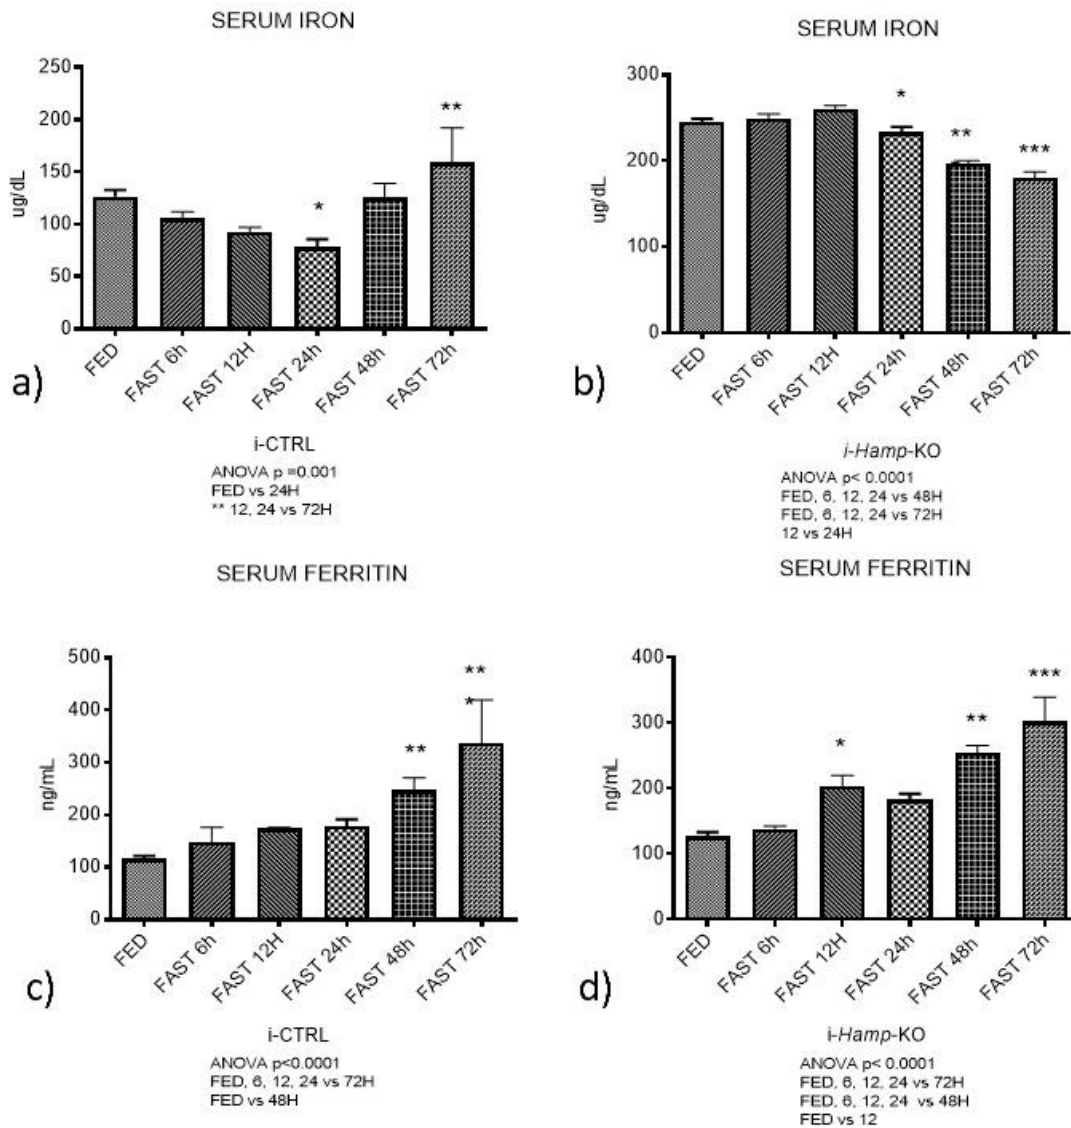 SERUM IRON
250
200
150
100
50
0
ug/dL
*
**
FED
FAST 6h
FAST 12H
FAST 24h
FAST 48h
FAST 72h
a)
i-CTRL
ANOVA p =0.001
FED vs 24H
** 12, 24 vs 72H
SERUM IRON
300
200
100
0
ug/dL
*
**
***
FED
FAST 6h
FAST 12H
FAST 24h
FAST 48h
FAST 72h
b)
i-Hamp-KO
ANOVA p< 0.0001
FED, 6, 12, 24 vs 48H
FED, 6, 12, 24 vs 72H
12 vs 24H
SERUM FERRITIN
500
400
300
200
100
0
ng/mL
**
**
*
FED
FAST 6h
FAST 12H
FAST 24h
FAST 48h
FAST 72h
c)
i-CTRL
ANOVA p<0.0001
FED, 6, 12, 24 vs 72H
FED vs 48H
SERUM FERRITIN
400
300
200
100
0
ng/mL
*
**
***
FED
FAST 6h
FAST 12H
FAST 24h
FAST 48h
FAST 72h
d)
i-Hamp-KO
ANOVA p< 0.0001
FED, 6, 12, 24 vs 72H
FED, 6, 12, 24 vs 48H
FED vs 12